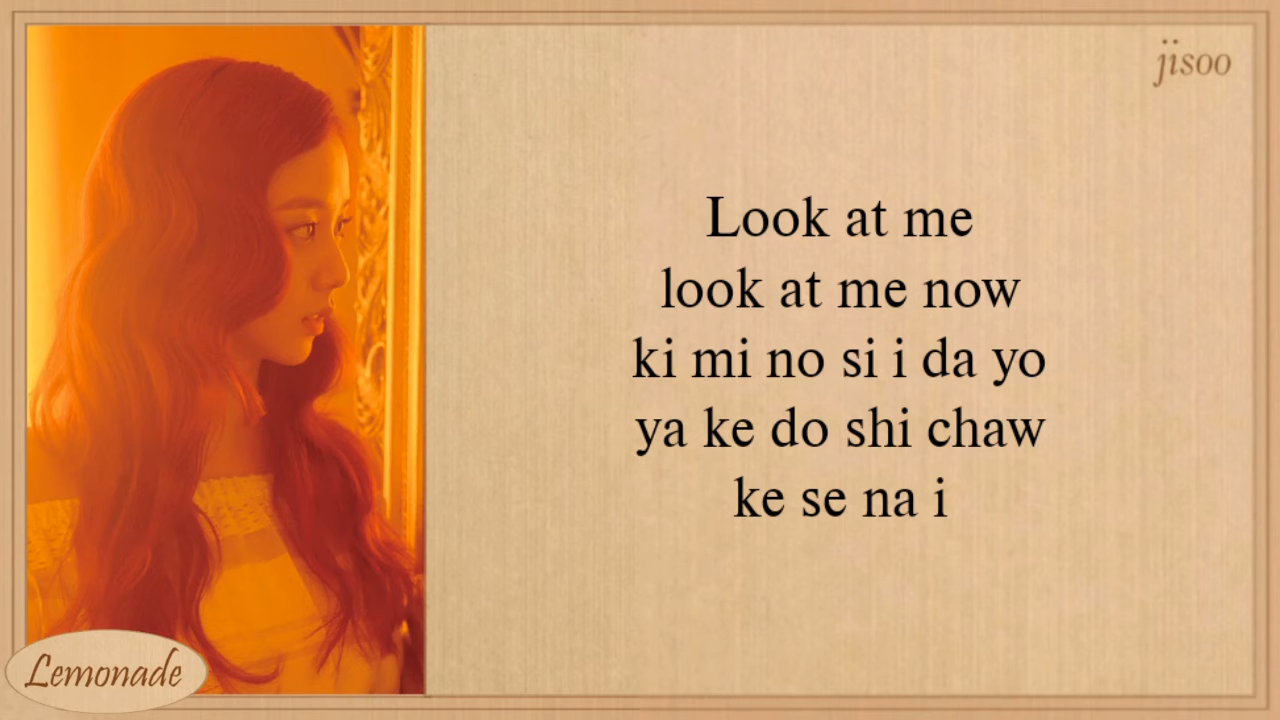 jisoo
Look at me
look at me now
ki mi no si i da yo
ya ke do shi chaw
ke se na i
Lemonade